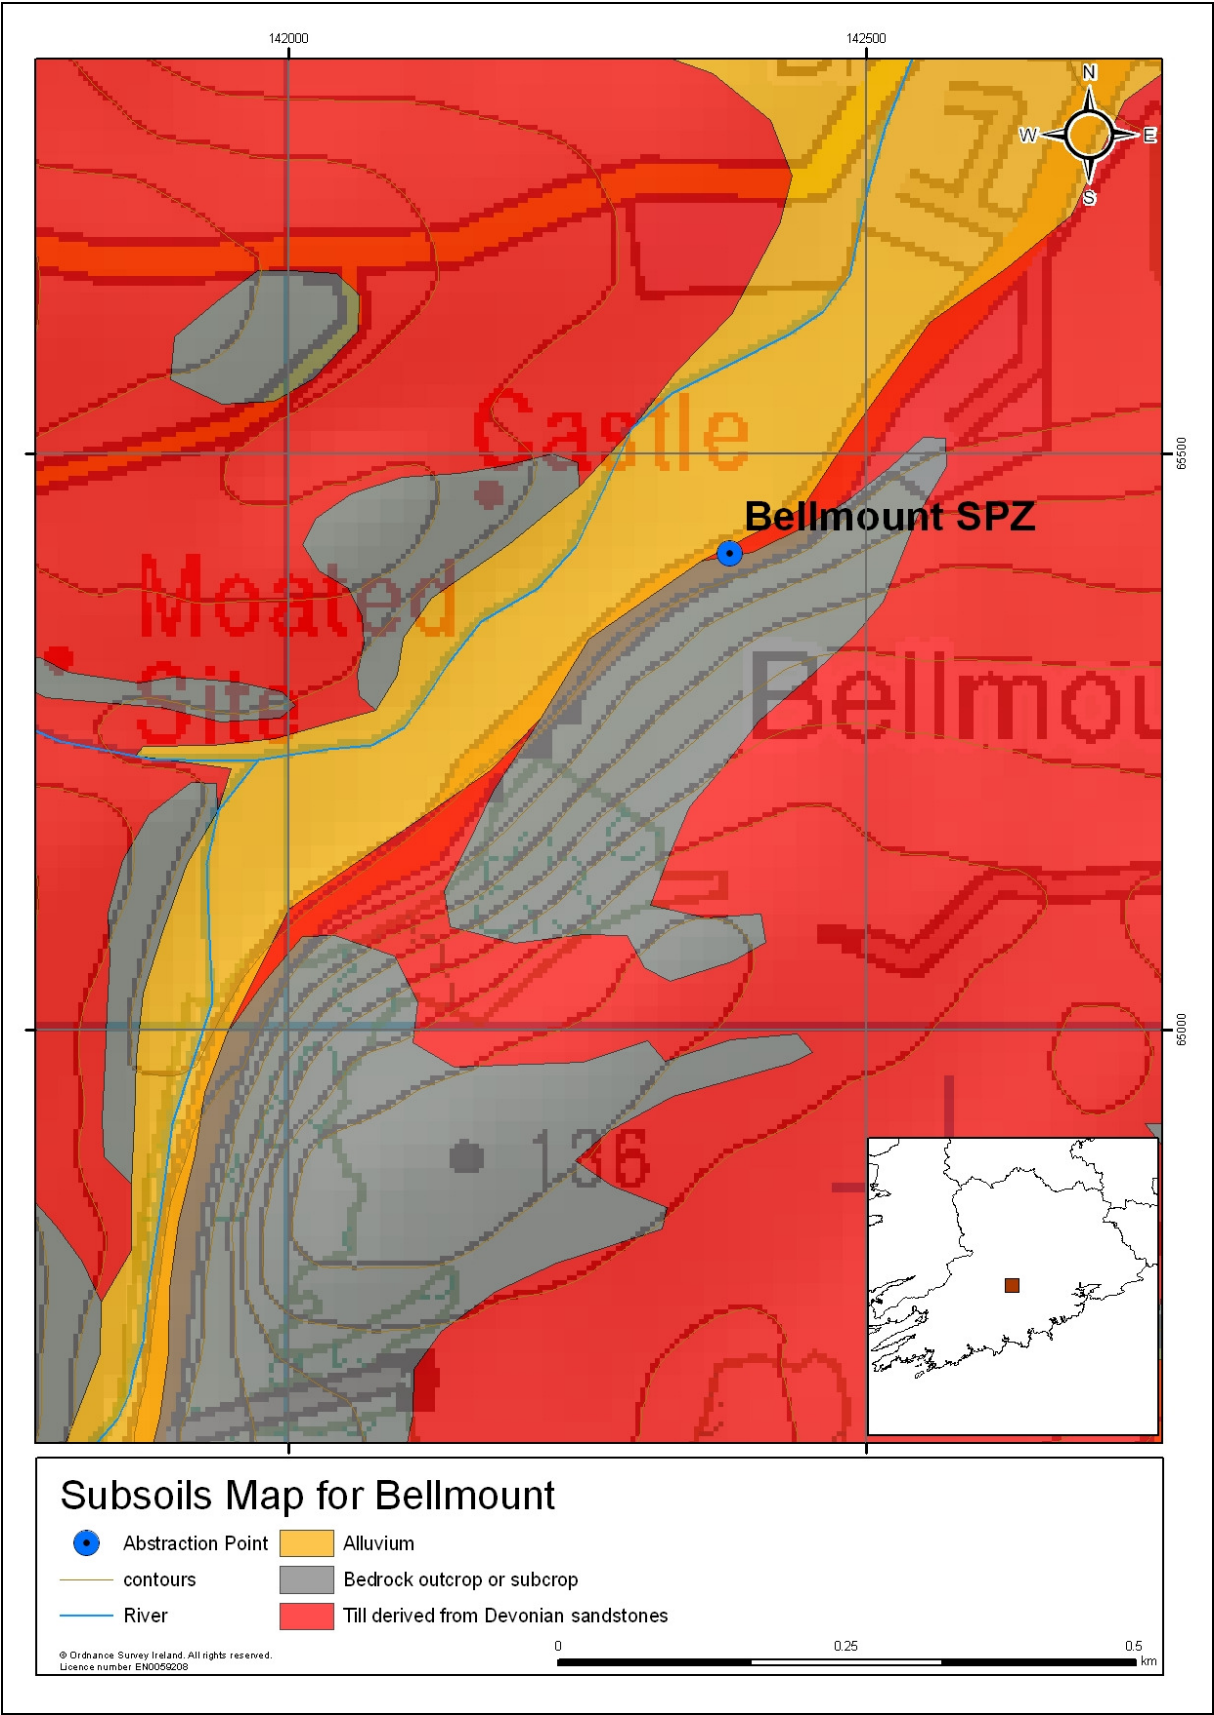 142000
142500
N
W
E
S
Castle
65500
Bellmount SPZ
Moated
Site
Bellmou
65000
136
Subsoils Map for Bellmount
Abstraction Point
Alluvium
contours
Bedrock outcrop or subcrop
River
Till derived from Devonian sandstones
© Ordnance Survey Ireland. All rights reserved.
Licence number EN0059208
0
0.25
0.5
km